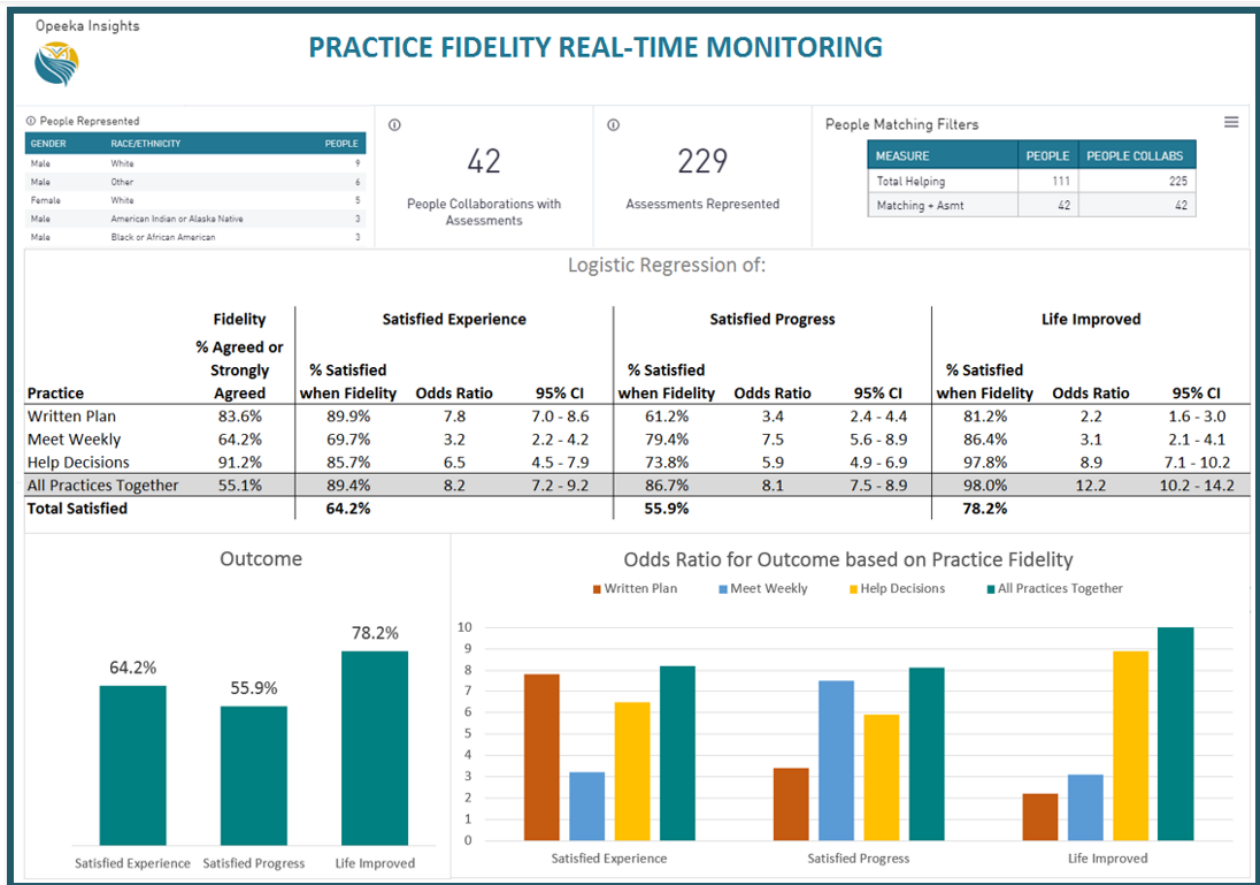 Opeeka Insights
PRACTICE FIDELITY REAL-TIME MONITORING
People Represented
GENDER RACE/ETHNICITY PEOPLE
Male White 9
Male Other 6
Female White 5
Male American Indian or Alaska Native 3
Male Black or African American 3
42
People Collaborations with
Assessments
229
Assessments Represented
People Matching Filters
MEASURE PEOPLE PEOPLE COLLABS
Total Helping 111 225
Matching + Asmt 42 42
Logistic Regression of:
Fidelity Satisfied Experience Satisfied Progress Life Improved
% Agreed or
Strongly % Satisfied % Satisfied % Satisfied
Practice Agreed when Fidelity Odds Ratio 95% CI when Fidelity Odds Ratio 95% CI when Fidelity Odds Ratio 95% CI
Written Plan 83.6% 89.9% 7.8 7.0 - 8.6 61.2% 3.4 2.4 - 4.4 81.2% 2.2 1.6 - 3.0
Meet Weekly 64.2% 69.7% 3.2 2.2 - 4.2 79.4% 7.5 5.6 - 8.9 86.4% 3.1 2.1 - 4.1
Help Decisions 91.2% 85.7% 6.5 4.5 - 7.9 73.8% 5.9 4.9 - 6.9 97.8% 8.9 7.1 - 10.2
All Practices Together 55.1% 89.4% 8.2 7.2 - 9.2 86.7% 8.1 7.5 - 8.9 98.0% 12.2 10.2 - 14.2
Total Satisfied 64.2% 55.9% 78.2%
Outcome
64.2%
55.9%
78.2%
Satisfied Experience Satisfied Progress Life Improved
Odds Ratio for Outcome based on Practice Fidelity
Written Plan Meet Weekly Help Decisions All Practices Together
10
9
8
7
6
5
4
3
2
1
0
Satisfied Experience Satisfied Progress Life Improved